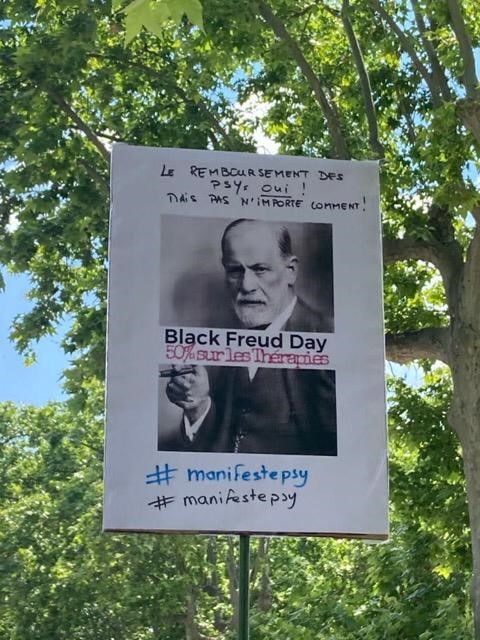 LE REMBOURSEMENT DES
PSYs OUI !
MAIS PAS N'IMPORTE COMMENT !
Black Freud Day
50% sur les Thérapies
# manifestepsy
# manifestepsy